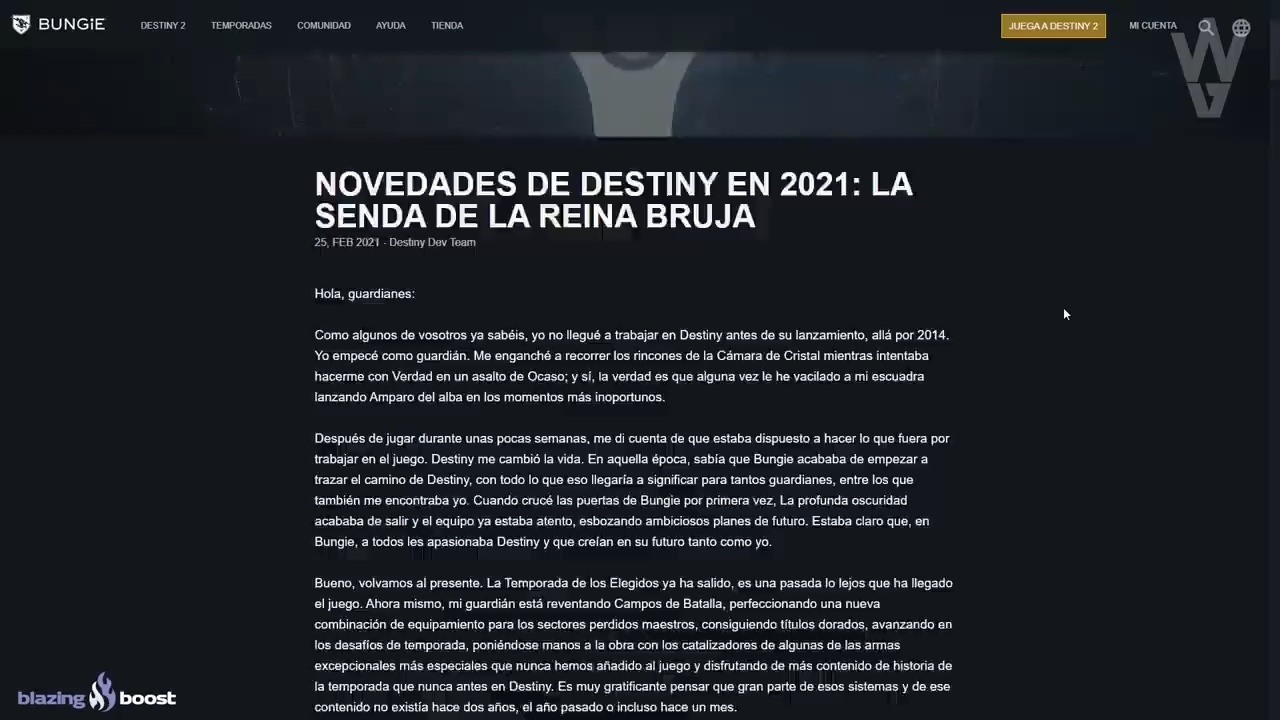 BUNGiE
DESTINY 2
TEMPORADAS
COMUNIDAD
AYUDA
TIENDA
JUEGA A DESTINY 2
MI CUENTA
NOVEDADES DE DESTINY EN 2021: LA
SENDA DE LA REINA BRUJA
25, FEB 2021 - Destiny Dev Team
Hola, guardianes:
Como algunos de vosotros ya sabéis, yo no llegué a trabajar en Destiny antes de su lanzamiento, allá por 2014.
Yo empecé como guardián. Me enganché a recorrer los rincones de la Cámara de Cristal mientras intentaba
hacerme con Verdad en un asalto de Ocaso; y sí, la verdad es que alguna vez le he vacilado a mi escuadra
lanzando Amparo del alba en los momentos más inoportunos.
Después de jugar durante unas pocas semanas, me di cuenta de que estaba dispuesto a hacer lo que fuera por
trabajar en el juego. Destiny me cambió la vida. En aquella época, sabía que Bungie acababa de empezar a
trazar el camino de Destiny, con todo lo que eso llegaría a significar para tantos guardianes, entre los que
también me encontraba yo. Cuando crucé las puertas de Bungie por primera vez, La profunda oscuridad
acababa de salir y el equipo ya estaba atento, esbozando ambiciosos planes de futuro. Estaba claro que, en
Bungie, a todos les apasionaba Destiny y que creían en su futuro tanto como yo.
Bueno, volvamos al presente. La Temporada de los Elegidos ya ha salido, es una pasada lo lejos que ha llegado
el juego. Ahora mismo, mi guardián está reventando Campos de Batalla, perfeccionando una nueva
combinación de equipamiento para los sectores perdidos maestros, consiguiendo títulos dorados, avanzando en
los desafíos de temporada, poniéndose manos a la obra con los catalizadores de algunas de las armas
excepcionales más especiales que nunca hemos añadido al juego y disfrutando de más contenido de historia de
la temporada que nunca antes en Destiny. Es muy gratificante pensar que gran parte de esos sistemas y de ese
contenido no existía hace dos años, el año pasado o incluso hace un mes.
blazing boost